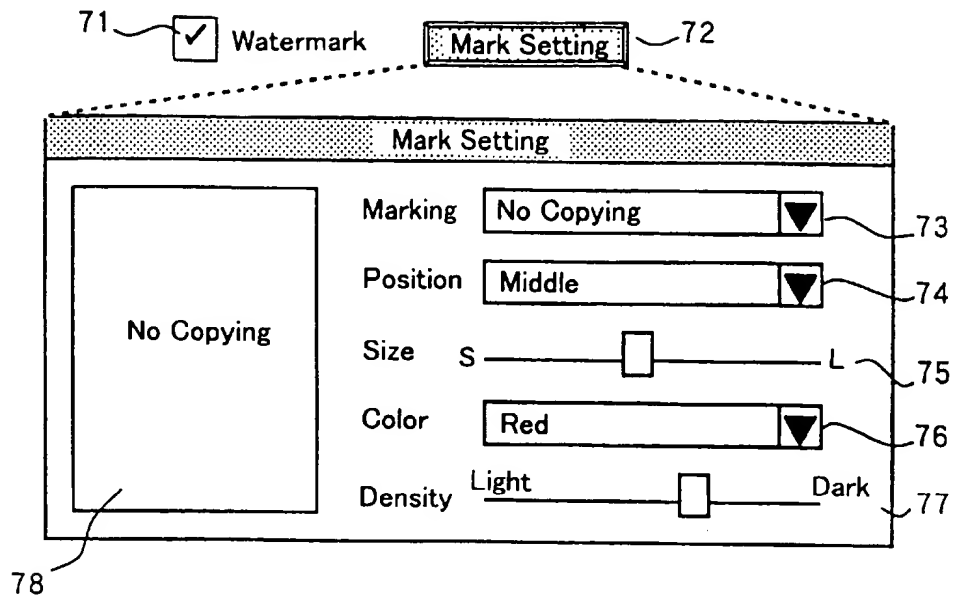 71 ✓ Watermark Mark Setting 72
Mark Setting
Marking No Copying 73
Position Middle 74
No Copying
Size S L 75
Color Red 76
Density Light Dark 77
78